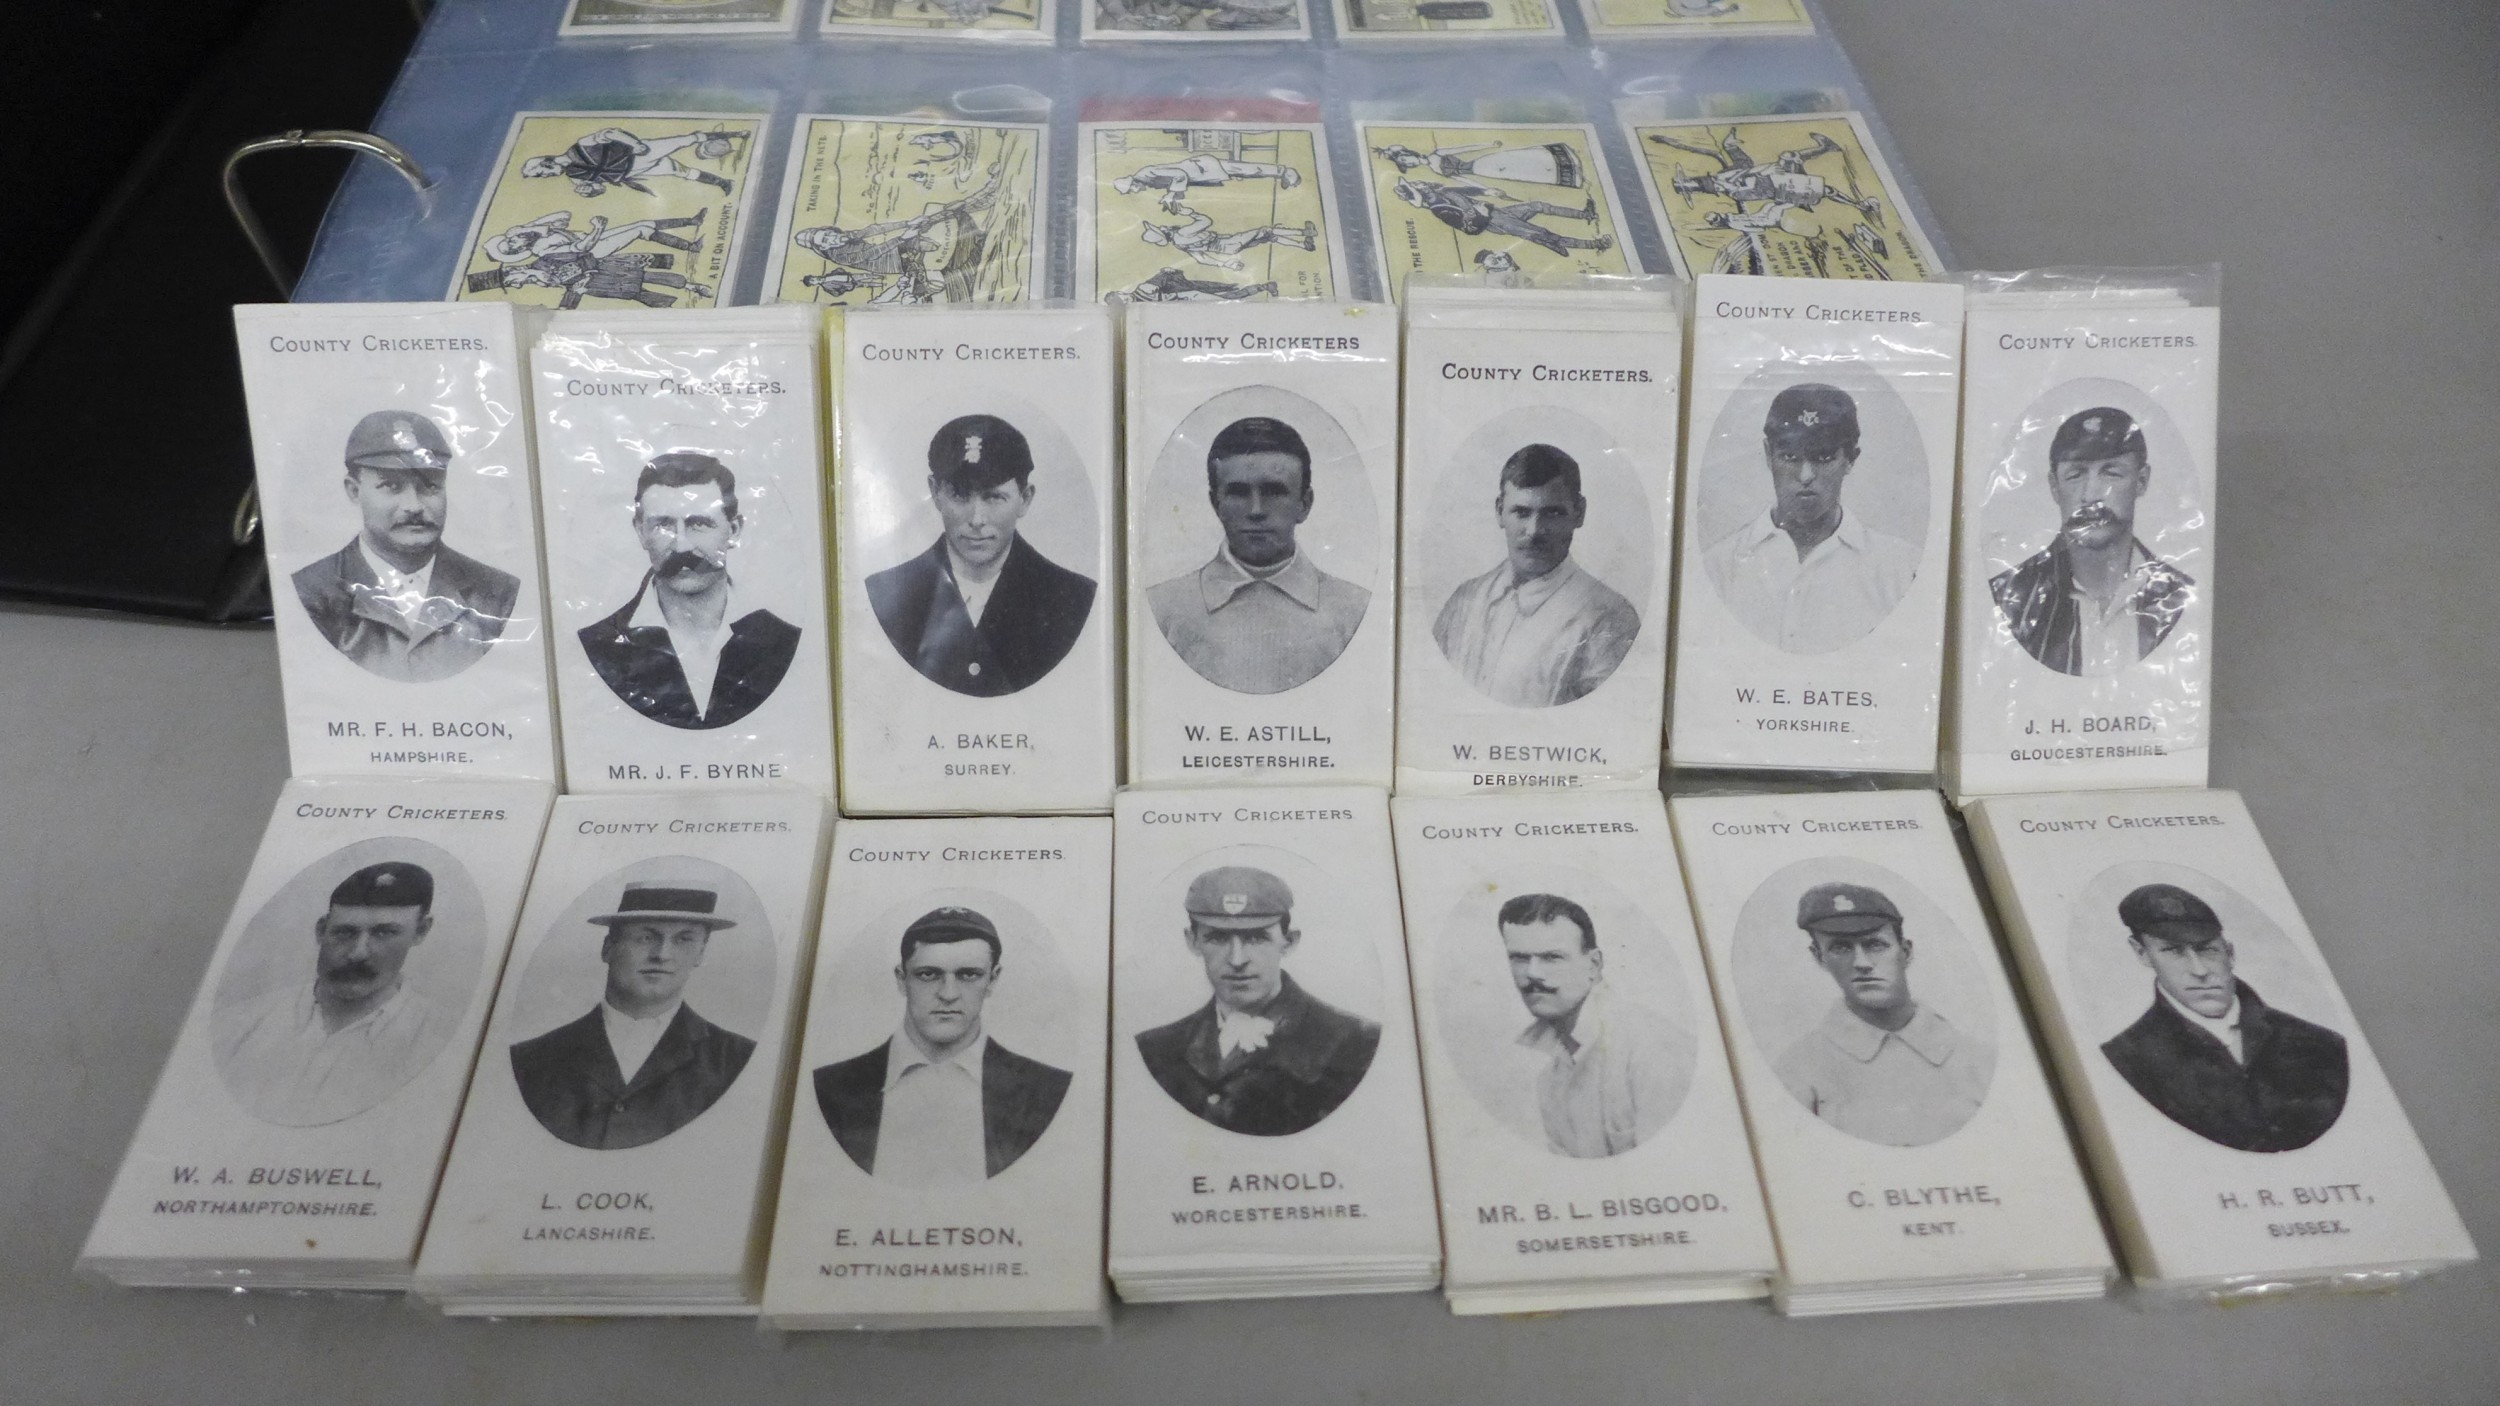 A BIT ON ACCOUNT.
TAKING IN THE NETS.
THE RESCUE.
COUNTY CRICKETERS.
MR. F. H. BACON,
HAMPSHIRE.
COUNTY CRICKETERS.
MR. J. F. BYRNE
COUNTY CRICKETERS.
A. BAKER,
SURREY.
COUNTY CRICKETERS
W. E. ASTILL,
LEICESTERSHIRE.
COUNTY CRICKETERS.
W. BESTWICK,
DERBYSHIRE.
COUNTY CRICKETERS.
W. E. BATES,
YORKSHIRE.
COUNTY CRICKETERS.
J. H. BOARD,
GLOUCESTERSHIRE.
COUNTY CRICKETERS.
W. A. BUSWELL,
NORTHAMPTONSHIRE.
COUNTY CRICKETERS.
L. COOK,
LANCASHIRE.
COUNTY CRICKETERS.
E. ALLETSON,
NOTTINGHAMSHIRE.
COUNTY CRICKETERS
E. ARNOLD.
WORCESTERSHIRE.
COUNTY CRICKETERS.
MR. B. L. BISGOOD,
SOMERSETSHIRE.
COUNTY CRICKETERS.
C. BLYTHE,
KENT.
COUNTY CRICKETERS.
H. R. BUTT,
SUSSEX.